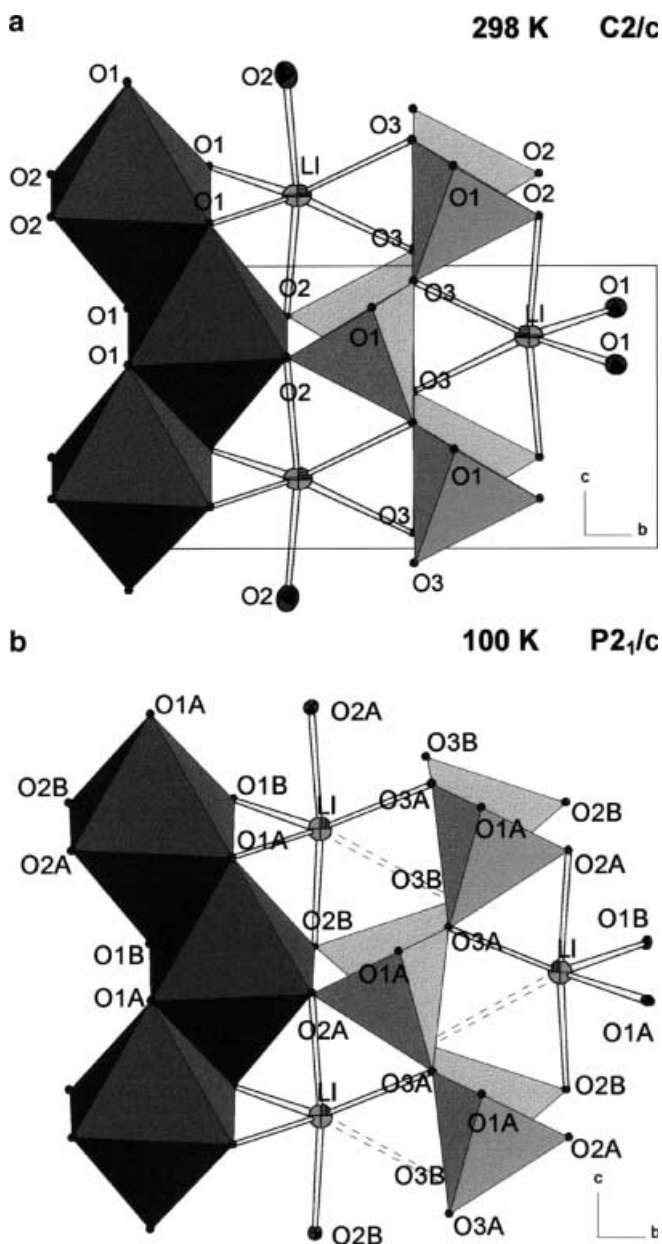 a
298 K C2/c
O1 O2
O3
O1 LI O2
O2 O1 O2
O2 O1
O3
O2 O3 O1
O1 O1 LI
O1 O2 O3 O1
O1
c
O3 b
O2 O3
b
100 K P2₁/c
O1A O2A
O3B
O2B O1B LI O3A O2B
O1A O1A
O2A O3B O2A
O2B O1B
O1B O3A LI
O1A O1A
O2A O1A
LI O3A O2B
O1A
O3B O2A
c
O2B O3A b